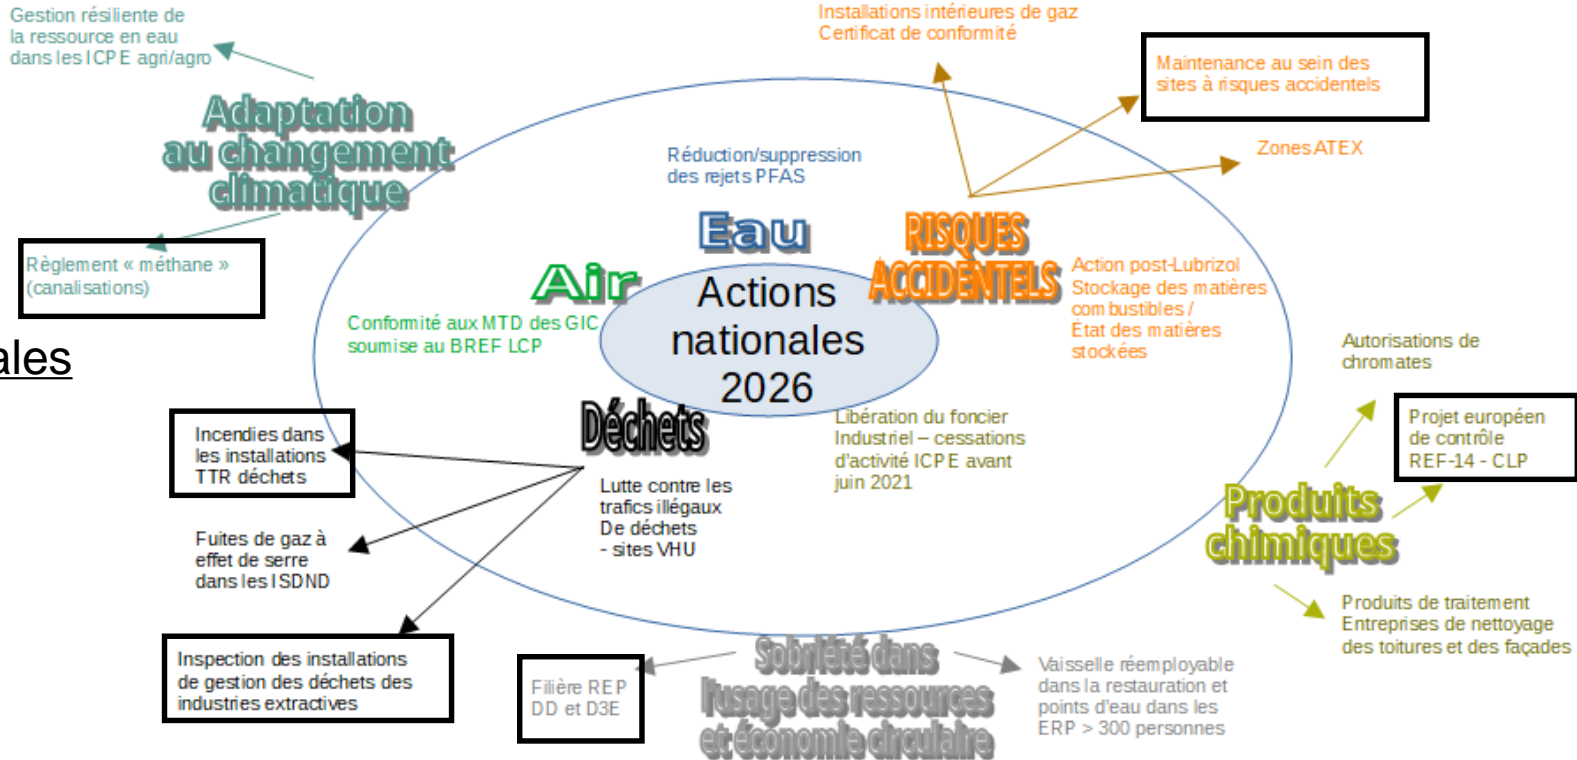 Gestion résiliente de
la ressource en eau
dans les ICPE agri/agro
Adaptation
au changement
climatique
Règlement « méthane »
(canalisations)
Installations intérieures de gaz
Certificat de conformité
Maintenance au sein des
sites à risques accidentels
Zones ATEX
Réduction/suppression
des rejets PFAS
Eau
RISQUES
ACCIDENTELS
Air
Conformité aux MTD des GIC
soumise au BREF LCP
Actions
nationales
2026
Action post-Lubrizol
Stockage des matières
combustibles /
État des matières
stockées
ales
Déchets
Incendies dans
les installations
TTR déchets
Fuites de gaz à
effet de serre
dans les ISDND
Inspection des installations
de gestion des déchets des
industries extractives
Lutte contre les
trafics illégaux
De déchets
- sites VHU
Libération du foncier
Industriel – cessations
d'activité ICPE avant
juin 2021
Autorisations de
chromates
Projet européen
de contrôle
REF-14 - CLP
Produits
chimiques
Produits de traitement
Entreprises de nettoyage
des toitures et des façades
Filière REP
DD et D3E
Sobriété dans
l'usage des ressources
et économie circulaire
Vaisselle réemployable
dans la restauration et
points d'eau dans les
ERP > 300 personnes